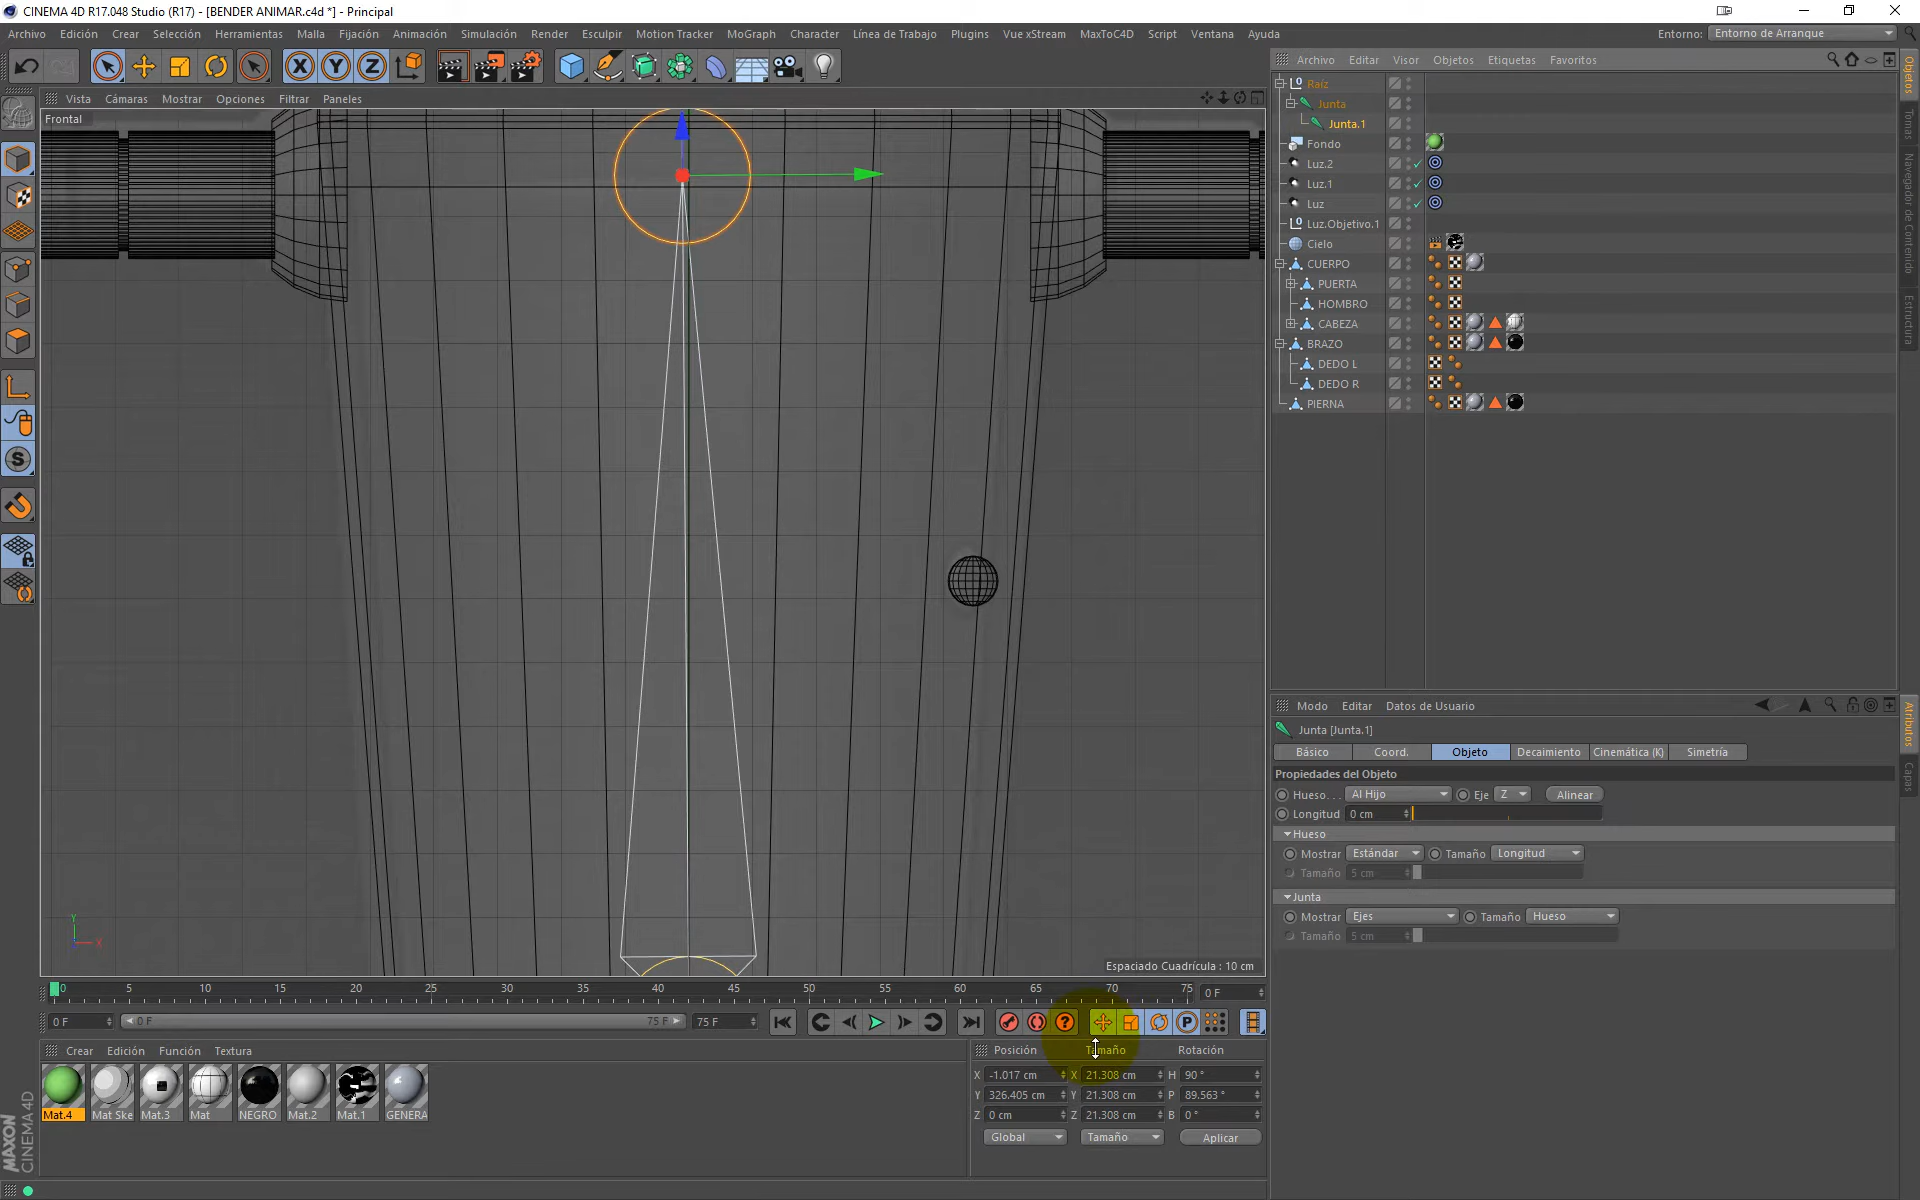 CINEMA 4D R17.048 Studio (R17) - [BENDER ANIMAR.c4d *] - Principal
Archivo Edición Crear Selección Herramientas Malla Fijación Animación Simulación Render Esculpir Motion Tracker MoGraph Character Línea de Trabajo Plugins Vue xStream MaxToC4D Script Ventana Ayuda Entorno: Entorno de Arranque
Vista Cámaras Mostrar Opciones Filtrar Paneles
Frontal
Archivo Editar Visor Objetos Etiquetas Favoritos
Raíz
Junta
Junta.1
Fondo
Luz.2
Luz.1
Luz
Luz.Objetivo.1
Cielo
CUERPO
PUERTA
HOMBRO
CABEZA
BRAZO
DEDO L
DEDO R
PIERNA
Objetos
Tomas
Navegador de Contenido
Estructura
Modo Editar Datos de Usuario
Junta [Junta.1]
Básico Coord. Objeto Decaimiento Cinemática (K) Simetría
Propiedades del Objeto
Hueso... Al Hijo Eje Z Alinear
Longitud 0 cm
Hueso
Mostrar Estándar Tamaño Longitud
Tamaño 5 cm
Junta
Mostrar Ejes Tamaño Hueso
Tamaño 5 cm
Atributos
Capas
Y
X
Espaciado Cuadrícula : 10 cm
0 5 10 15 20 25 30 35 40 45 50 55 60 65 70 75 0 F
0 F 0 F 75 F 75 F
Crear Edición Función Textura
Mat.4 Mat Ske Mat.3 Mat NEGRO Mat.2 Mat.1 GENERA
Posición Tamaño Rotación
X -1.017 cm X 21.308 cm H 90 °
Y 326.405 cm Y 21.308 cm P 89.563 °
Z 0 cm Z 21.308 cm B 0 °
Global Tamaño Aplicar
MAXON
CINEMA 4D